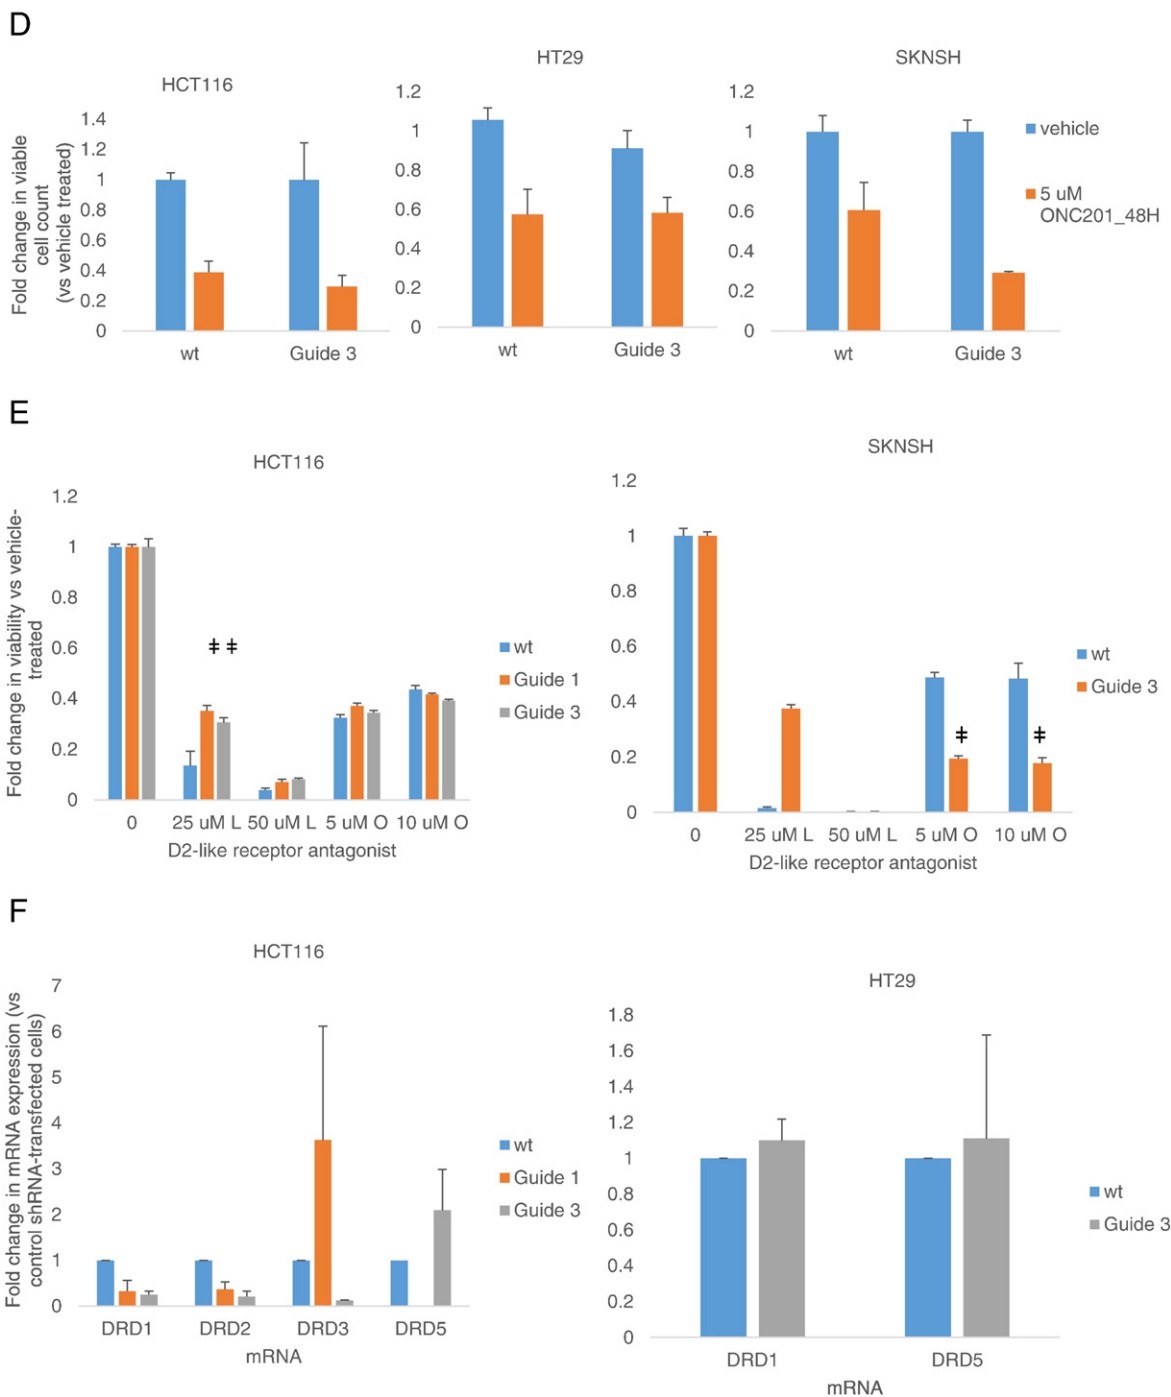 D
HCT116
HT29
SKNSH
Fold change in viable
cell count
(vs vehicle treated)
1.4
1.2
1
0.8
0.6
0.4
0.2
0
wt
Guide 3
1.2
1
0.8
0.6
0.4
0.2
0
wt
Guide 3
1.2
1
0.8
0.6
0.4
0.2
0
wt
Guide 3
vehicle
5 uM
ONC201_48H
E
HCT116
Fold change in viability vs vehicle-
treated
1.2
1
0.8
0.6
0.4
0.2
0
ǂ ǂ
0 25 uM L 50 uM L 5 uM O 10 uM O
D2-like receptor antagonist
wt
Guide 1
Guide 3
SKNSH
1.2
1
0.8
0.6
0.4
0.2
0
ǂ ǂ
0 25 uM L 50 uM L 5 uM O 10 uM O
D2-like receptor antagonist
wt
Guide 3
F
HCT116
Fold change in mRNA expression (vs
control shRNA-transfected cells)
7
6
5
4
3
2
1
0
DRD1 DRD2 DRD3 DRD5
mRNA
wt
Guide 1
Guide 3
HT29
1.8
1.6
1.4
1.2
1
0.8
0.6
0.4
0.2
0
DRD1 DRD5
mRNA
wt
Guide 3